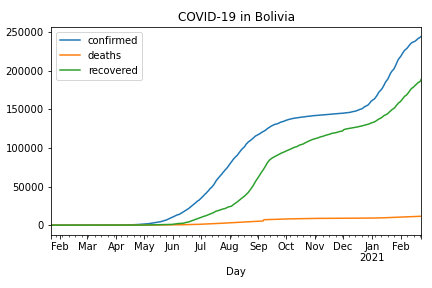 COVID-19 in Bolivia
confirmed
deaths
recovered
250000
200000
150000
100000
50000
0
Feb Mar Apr May Jun Jul Aug Sep Oct Nov Dec Jan Feb
2021
Day